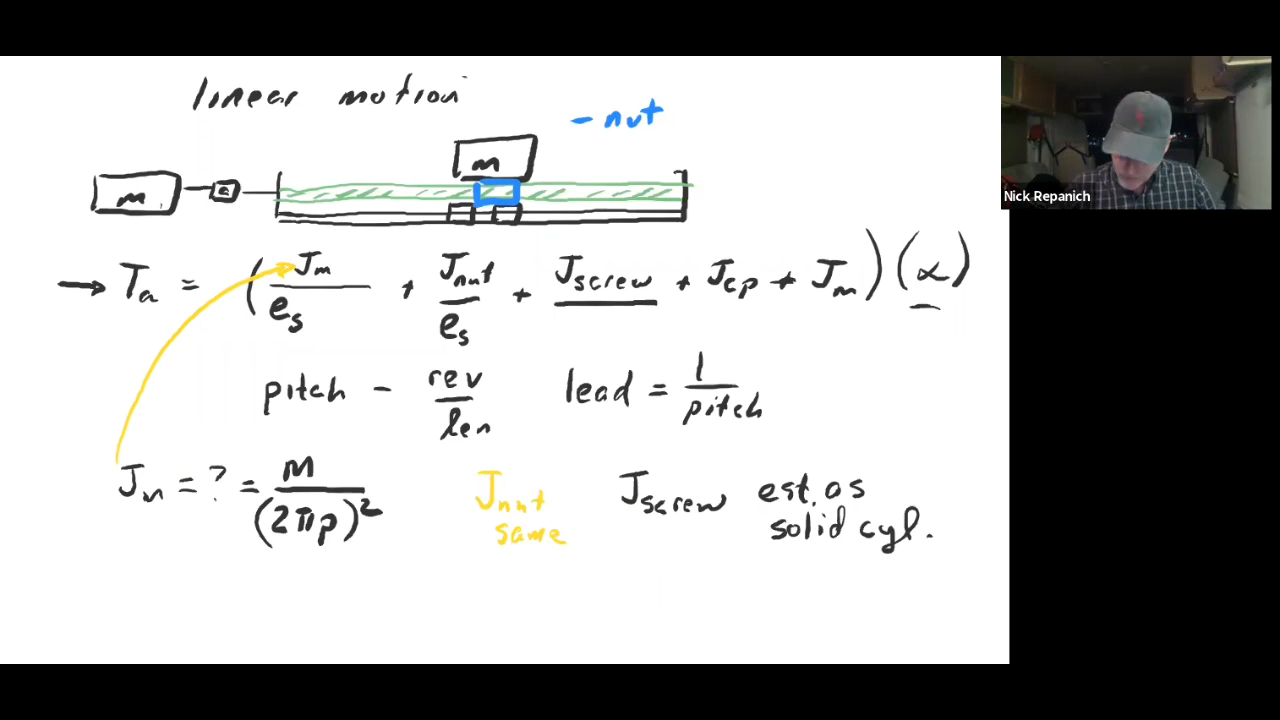 linear motion
- nut
m
m
c
Nick Repanich
→ Ta = (Jm/es + Jnut/es + Jscrew + Jcp + Jm)(α)
pitch - rev/len lead = 1/pitch
Jm = ? = m/(2πp)² Jnut same Jscrew est. as solid cyl.